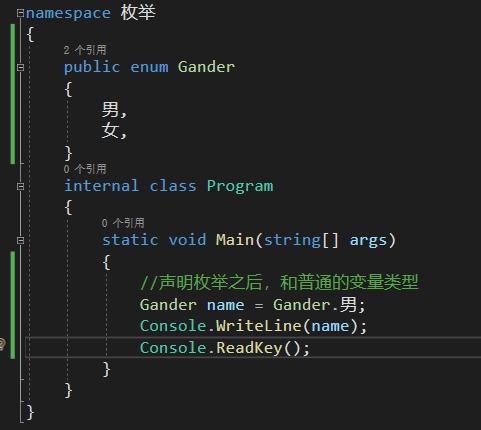 namespace 枚举
{
2 个引用
public enum Gander
{
男,
女,
}
0 个引用
internal class Program
{
0 个引用
static void Main(string[] args)
{
//声明枚举之后，和普通的变量类型
Gander name = Gander.男;
Console.WriteLine(name);
Console.ReadKey();
}
}
}